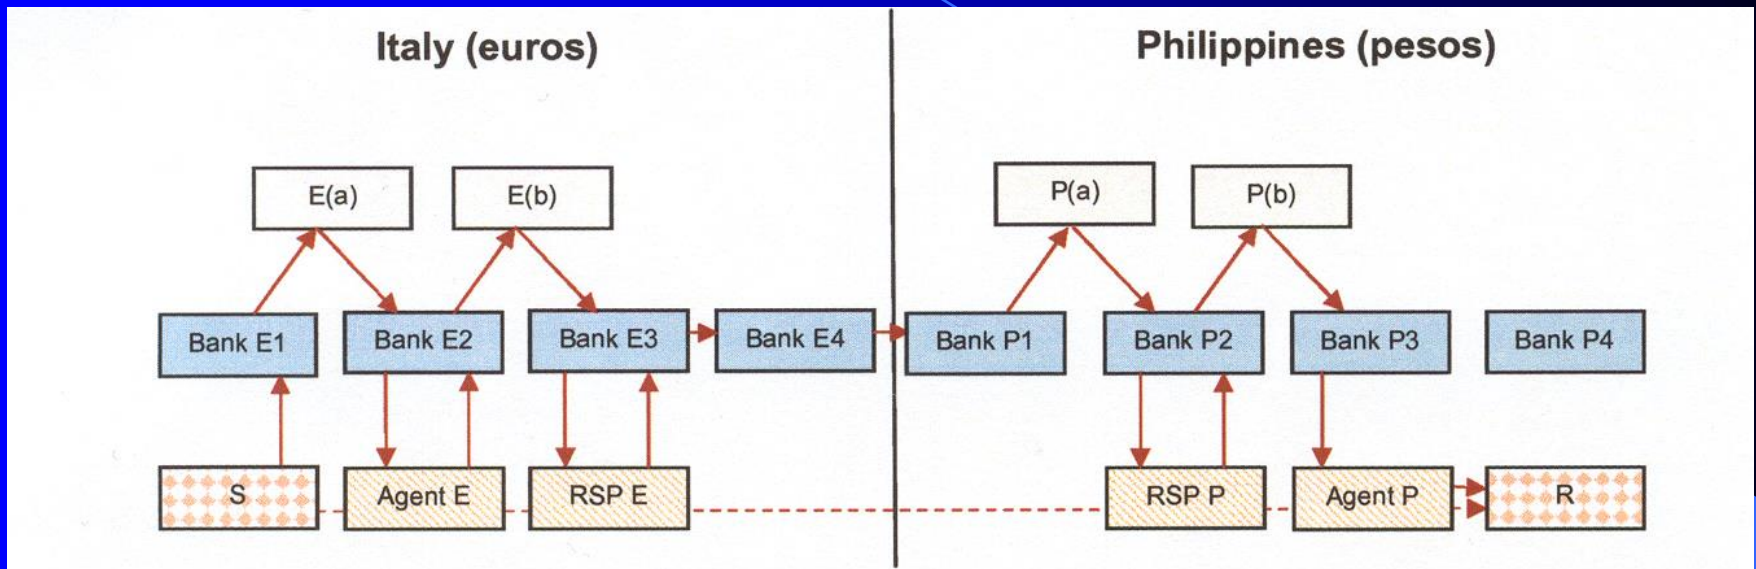 Italy (euros)
Philippines (pesos)
E(a)
E(b)
P(a)
P(b)
Bank E1
Bank E2
Bank E3
Bank E4
Bank P1
Bank P2
Bank P3
Bank P4
S
Agent E
RSP E
RSP P
Agent P
R